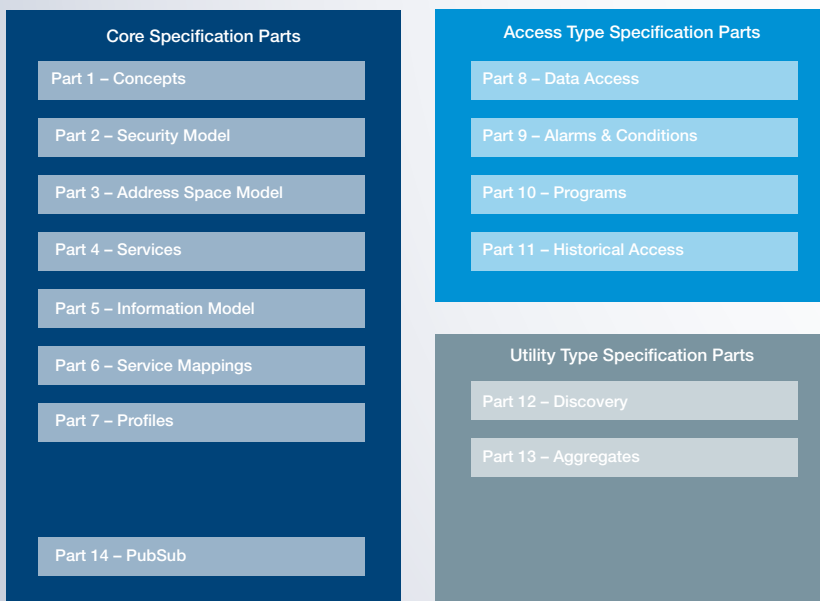 Core Specification Parts
Part 1 – Concepts
Part 2 – Security Model
Part 3 – Address Space Model
Part 4 – Services
Part 5 – Information Model
Part 6 – Service Mappings
Part 7 – Profiles
Part 14 – PubSub
Access Type Specification Parts
Part 8 – Data Access
Part 9 – Alarms & Conditions
Part 10 – Programs
Part 11 – Historical Access
Utility Type Specification Parts
Part 12 – Discovery
Part 13 – Aggregates